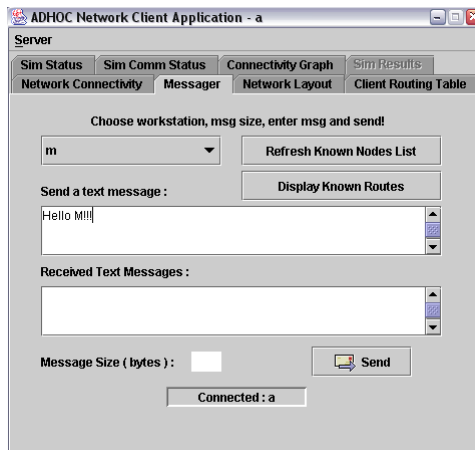 ADHOC Network Client Application - a
Server
Sim Status Sim Comm Status Connectivity Graph Sim Results
Network Connectivity Messager Network Layout Client Routing Table
Choose workstation, msg size, enter msg and send!
m Refresh Known Nodes List
Display Known Routes
Send a text message :
Hello M!!!
Received Text Messages :
Message Size ( bytes ) : Send
Connected : a